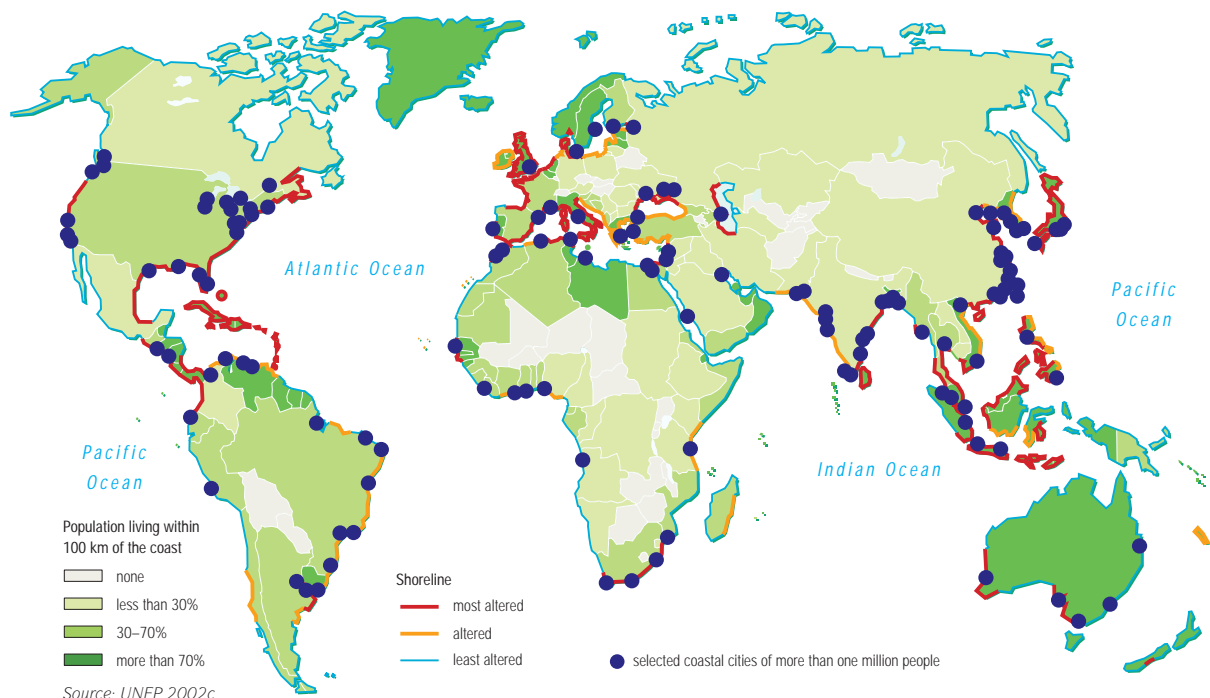 Atlantic Ocean
Pacific
Ocean
Pacific
Ocean
Indian Ocean
Population living within
100 km of the coast
none
less than 30%
30–70%
more than 70%
Shoreline
most altered
altered
least altered
selected coastal cities of more than one million people
Source: UNEP 2002c